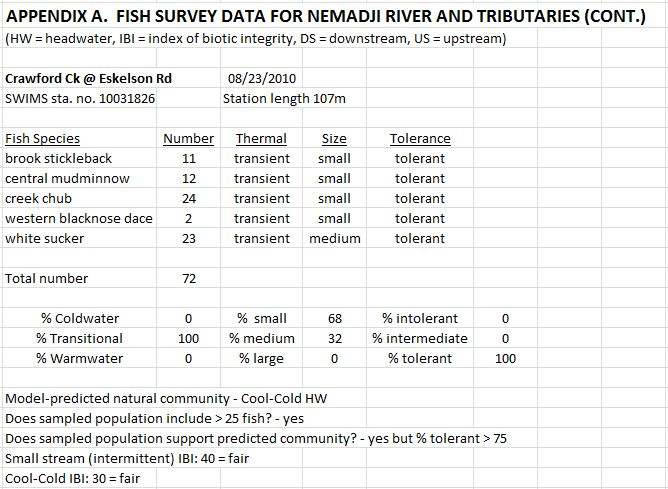 APPENDIX A. FISH SURVEY DATA FOR NEMADJI RIVER AND TRIBUTARIES (CONT.)
(HW = headwater, IBI = index of biotic integrity, DS = downstream, US = upstream)
Crawford Ck @ Eskelson Rd 08/23/2010
SWIMS sta. no. 10031826 Station length 107m
Fish Species Number Thermal Size Tolerance
brook stickleback 11 transient small tolerant
central mudminnow 12 transient small tolerant
creek chub 24 transient small tolerant
western blacknose dace 2 transient small tolerant
white sucker 23 transient medium tolerant
Total number 72
% Coldwater 0 % small 68 % intolerant 0
% Transitional 100 % medium 32 % intermediate 0
% Warmwater 0 % large 0 % tolerant 100
Model-predicted natural community - Cool-Cold HW
Does sampled population include > 25 fish? - yes
Does sampled population support predicted community? - yes but % tolerant > 75
Small stream (intermittent) IBI: 40 = fair
Cool-Cold IBI: 30 = fair